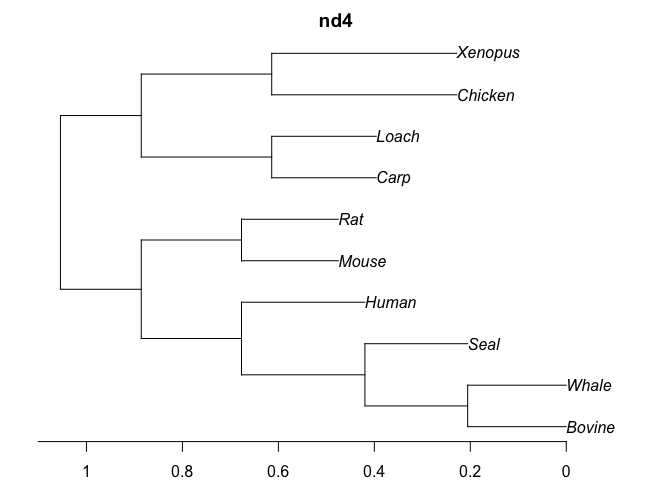 nd4
Xenopus
Chicken
Loach
Carp
Rat
Mouse
Human
Seal
Whale
Bovine
1 0.8 0.6 0.4 0.2 0